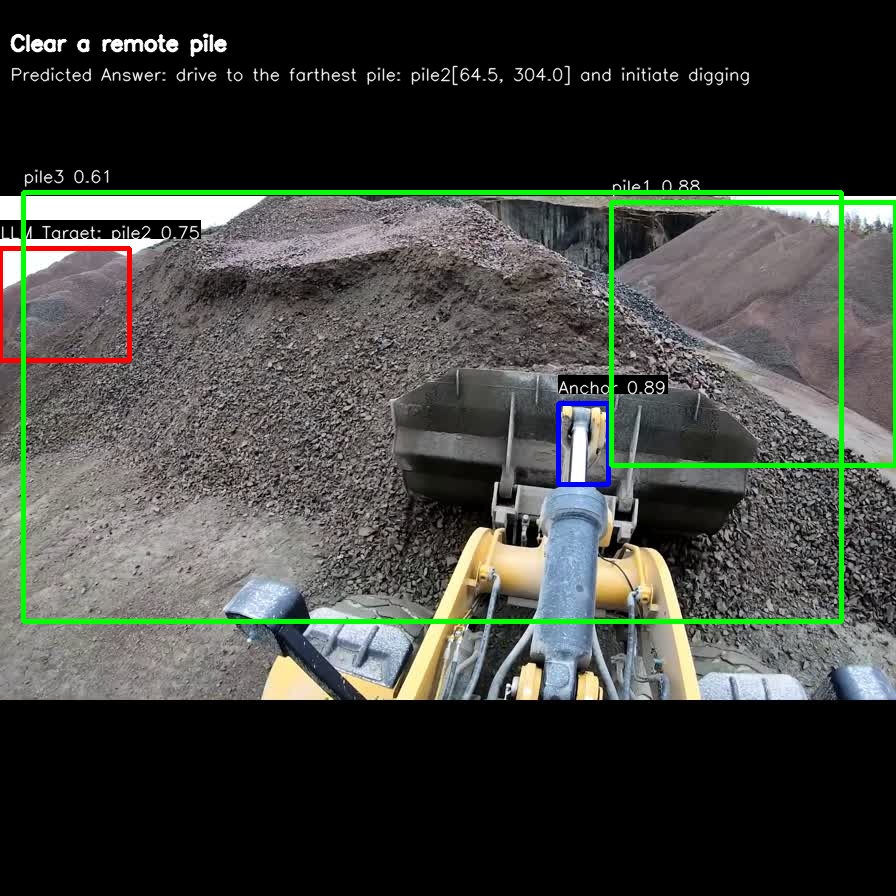 Clear a remote pile
Predicted Answer: drive to the farthest pile: pile2[64.5, 304.0] and initiate digging
pile3 0.61
pile1 0.88
LLM Target: pile2 0.75
Anchor 0.89